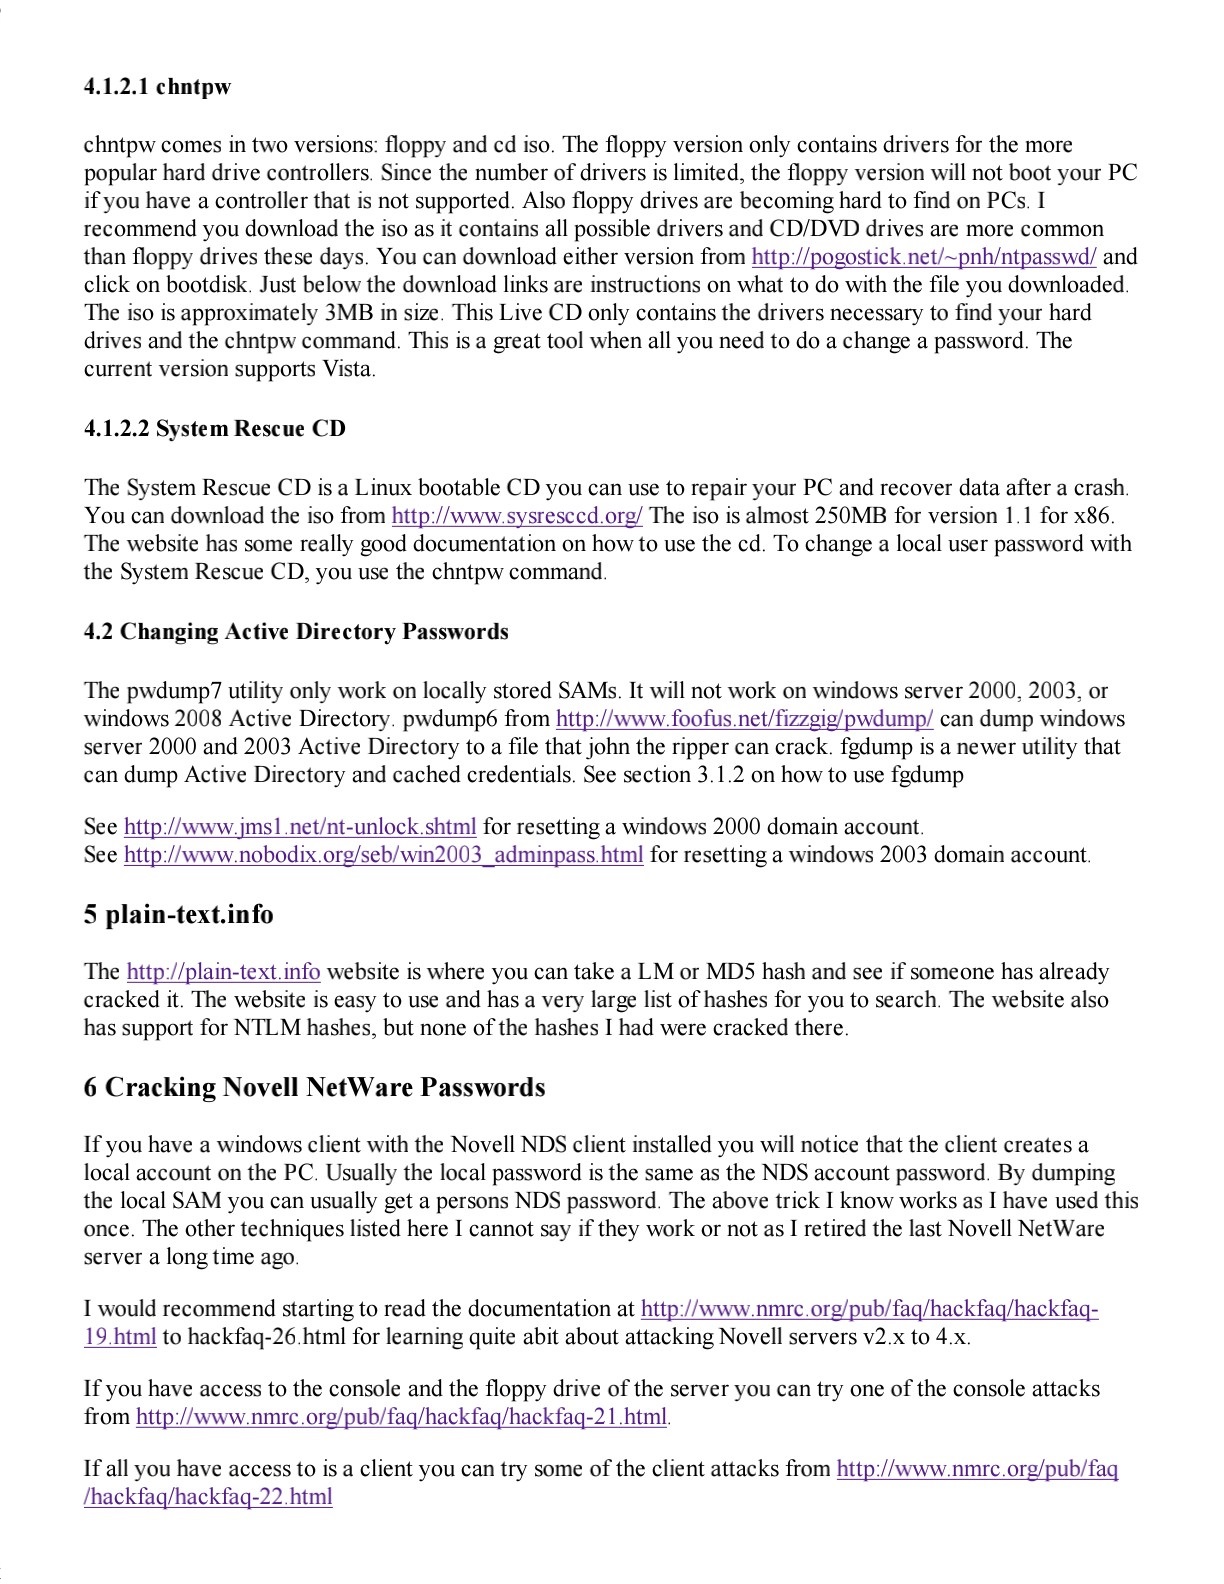 4.1.2.1 chntpw
chntpw comes in two versions: floppy and cd iso. The floppy version only contains drivers for the more
popular hard drive controllers. Since the number of drivers is limited, the floppy version will not boot your PC
if you have a controller that is not supported. Also floppy drives are becoming hard to find on PCs. I
recommend you download the iso as it contains all possible drivers and CD/DVD drives are more common
than floppy drives these days. You can download either version from http://pogostick.net/~pnh/ntpasswd/ and
click on bootdisk. Just below the download links are instructions on what to do with the file you downloaded.
The iso is approximately 3MB in size. This Live CD only contains the drivers necessary to find your hard
drives and the chntpw command. This is a great tool when all you need to do a change a password. The
current version supports Vista.
4.1.2.2 System Rescue CD
The System Rescue CD is a Linux bootable CD you can use to repair your PC and recover data after a crash.
You can download the iso from http://www.sysresccd.org/ The iso is almost 250MB for version 1.1 for x86.
The website has some really good documentation on how to use the cd. To change a local user password with
the System Rescue CD, you use the chntpw command.
4.2 Changing Active Directory Passwords
The pwdump7 utility only work on locally stored SAMs. It will not work on windows server 2000, 2003, or
windows 2008 Active Directory. pwdump6 from http://www.foofus.net/fizzgig/pwdump/ can dump windows
server 2000 and 2003 Active Directory to a file that john the ripper can crack. fgdump is a newer utility that
can dump Active Directory and cached credentials. See section 3.1.2 on how to use fgdump
See http://www.jms1.net/nt-unlock.shtml for resetting a windows 2000 domain account.
See http://www.nobodix.org/seb/win2003_adminpass.html for resetting a windows 2003 domain account.
5 plain-text.info
The http://plain-text.info website is where you can take a LM or MD5 hash and see if someone has already
cracked it. The website is easy to use and has a very large list of hashes for you to search. The website also
has support for NTLM hashes, but none of the hashes I had were cracked there.
6 Cracking Novell NetWare Passwords
If you have a windows client with the Novell NDS client installed you will notice that the client creates a
local account on the PC. Usually the local password is the same as the NDS account password. By dumping
the local SAM you can usually get a persons NDS password. The above trick I know works as I have used this
once. The other techniques listed here I cannot say if they work or not as I retired the last Novell NetWare
server a long time ago.
I would recommend starting to read the documentation at http://www.nmrc.org/pub/faq/hackfaq/hackfaq-
19.html to hackfaq-26.html for learning quite abit about attacking Novell servers v2.x to 4.x.
If you have access to the console and the floppy drive of the server you can try one of the console attacks
from http://www.nmrc.org/pub/faq/hackfaq/hackfaq-21.html.
If all you have access to is a client you can try some of the client attacks from http://www.nmrc.org/pub/faq
/hackfaq/hackfaq-22.html